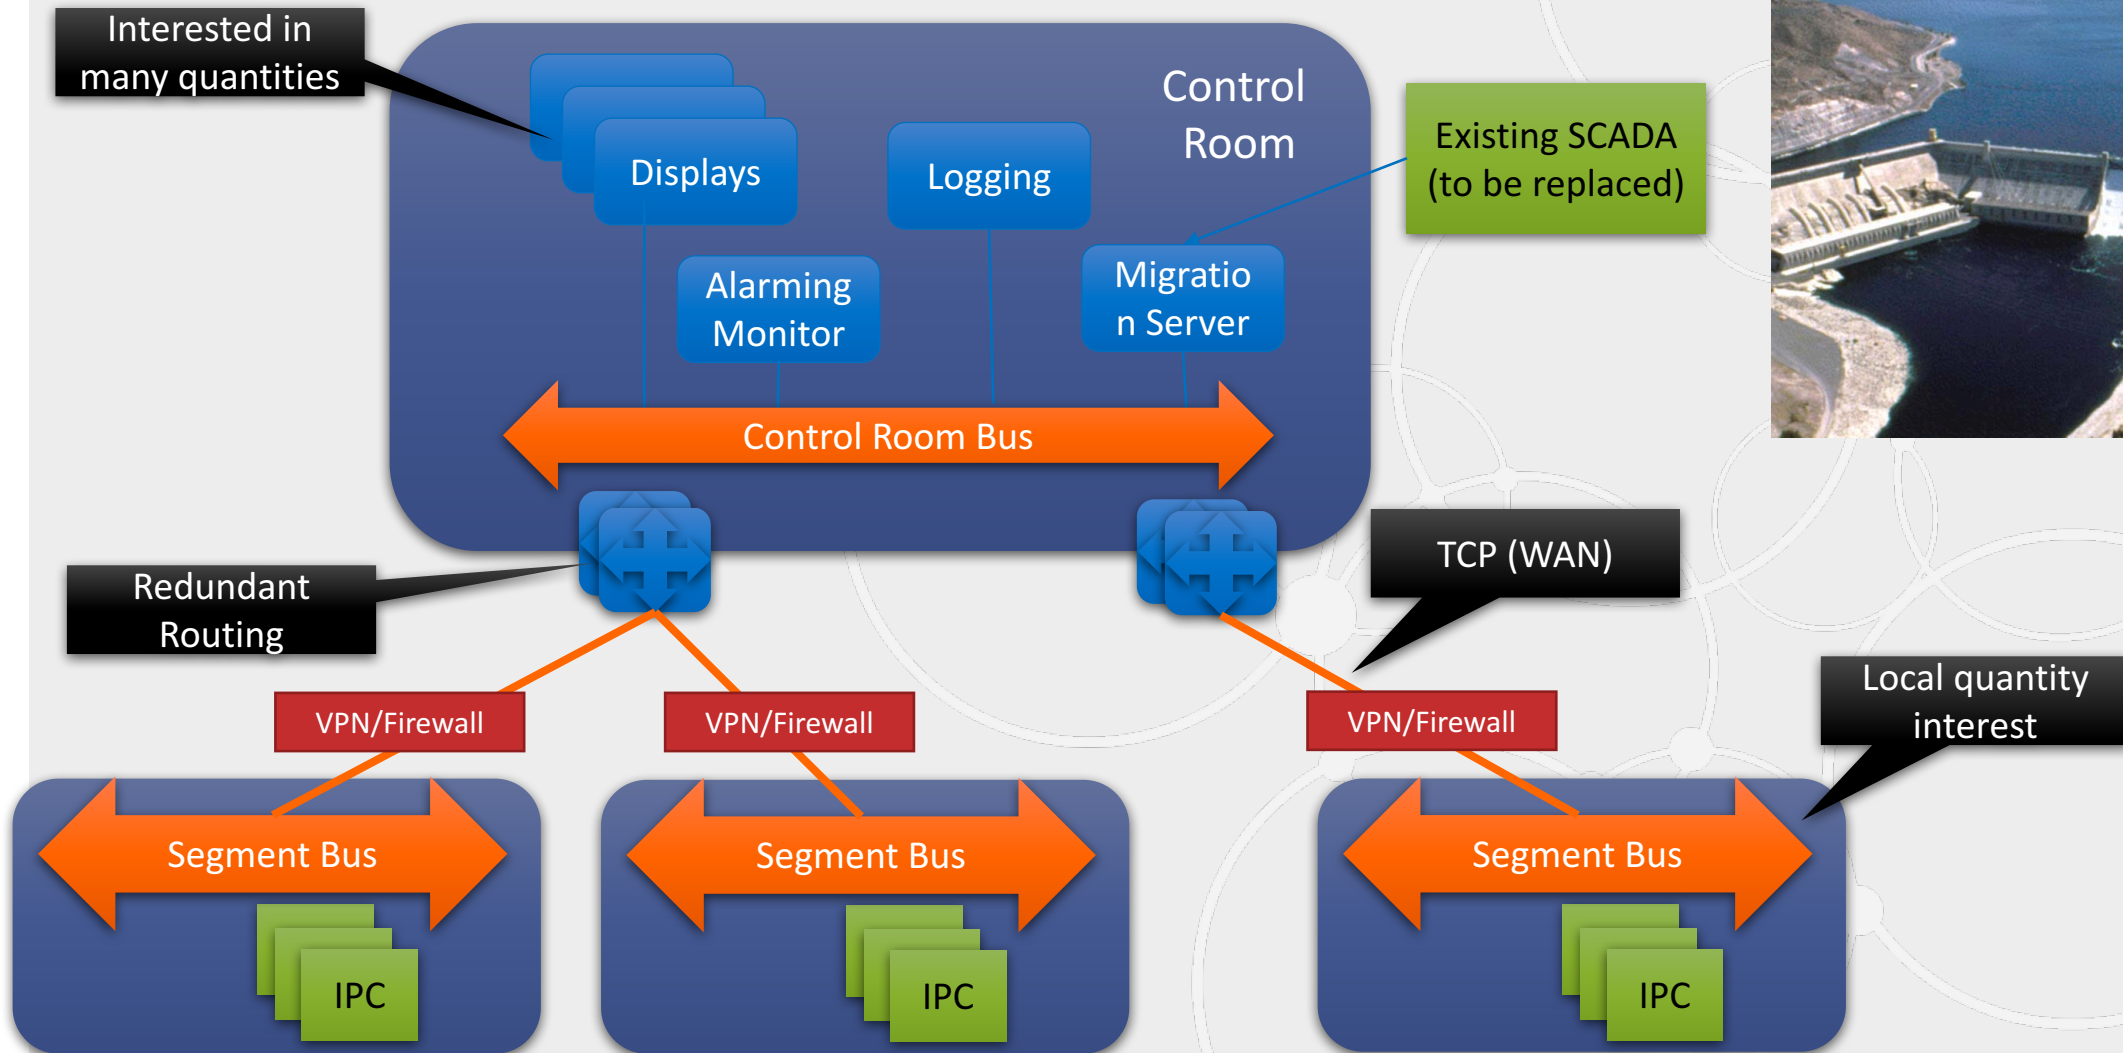 Interested in
many quantities
Control
Room
Existing SCADA
(to be replaced)
Displays
Logging
Alarming
Monitor
Migratio
n Server
Control Room Bus
Redundant
Routing
TCP (WAN)
VPN/Firewall
VPN/Firewall
VPN/Firewall
Local quantity
interest
Segment Bus
Segment Bus
Segment Bus
IPC
IPC
IPC